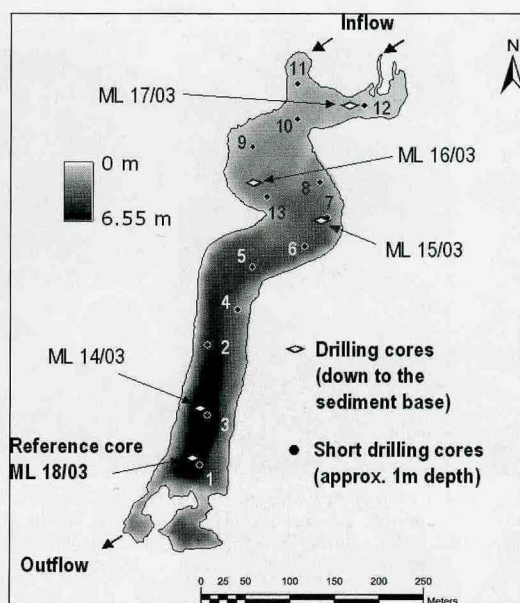 Inflow
N
11
ML 17/03
12
10
0 m
9
ML 16/03
8
6.55 m
13
7
ML 15/03
6
5
4
ML 14/03
2
Drilling cores
(down to the
sediment base)
3
Reference core
ML 18/03
Short drilling cores
(approx. 1m depth)
1
Outflow
0 50 100 150 200 250
Meters